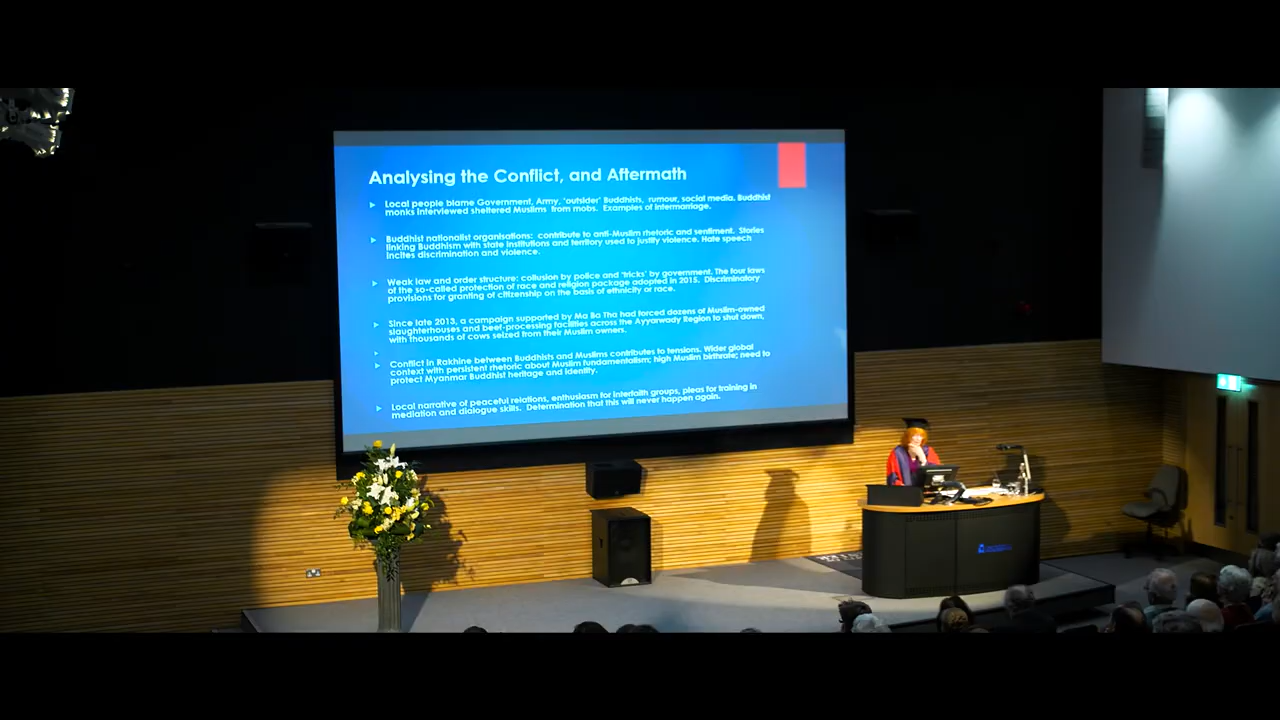 Analysing the Conflict, and Aftermath
Local people blame Government, Army, 'outsider' Buddhists, rumour, social media. Buddhist
monks interviewed sheltered Muslims from mobs. Examples of intermarriage.
Buddhist nationalist organisations: contribute to anti-Muslim rhetoric and sentiment. Stories
linking Buddhism with state institutions and territory used to justify violence. Hate speech
incites discrimination and violence.
Weak law and order structure: collusion by police and 'tricks' by government. The four laws
of the so-called protection of race and religion package adopted in 2015. Discriminatory
provisions for granting of citizenship on the basis of ethnicity or race.
Since late 2013, a campaign supported by Ma Ba Tha had forced dozens of Muslim-owned
slaughterhouses and beef-processing facilities across the Ayyarwady Region to shut down,
with thousands of cows seized from their Muslim owners.
Conflict in Rakhine between Buddhists and Muslims contributes to tensions. Wider global
context with persistent rhetoric about Muslim fundamentalism; high Muslim birthrate; need to
protect Myanmar Buddhist heritage and identity.
Local narrative of peaceful relations, enthusiasm for interfaith groups, pleas for training in
mediation and dialogue skills. Determination that this will never happen again.